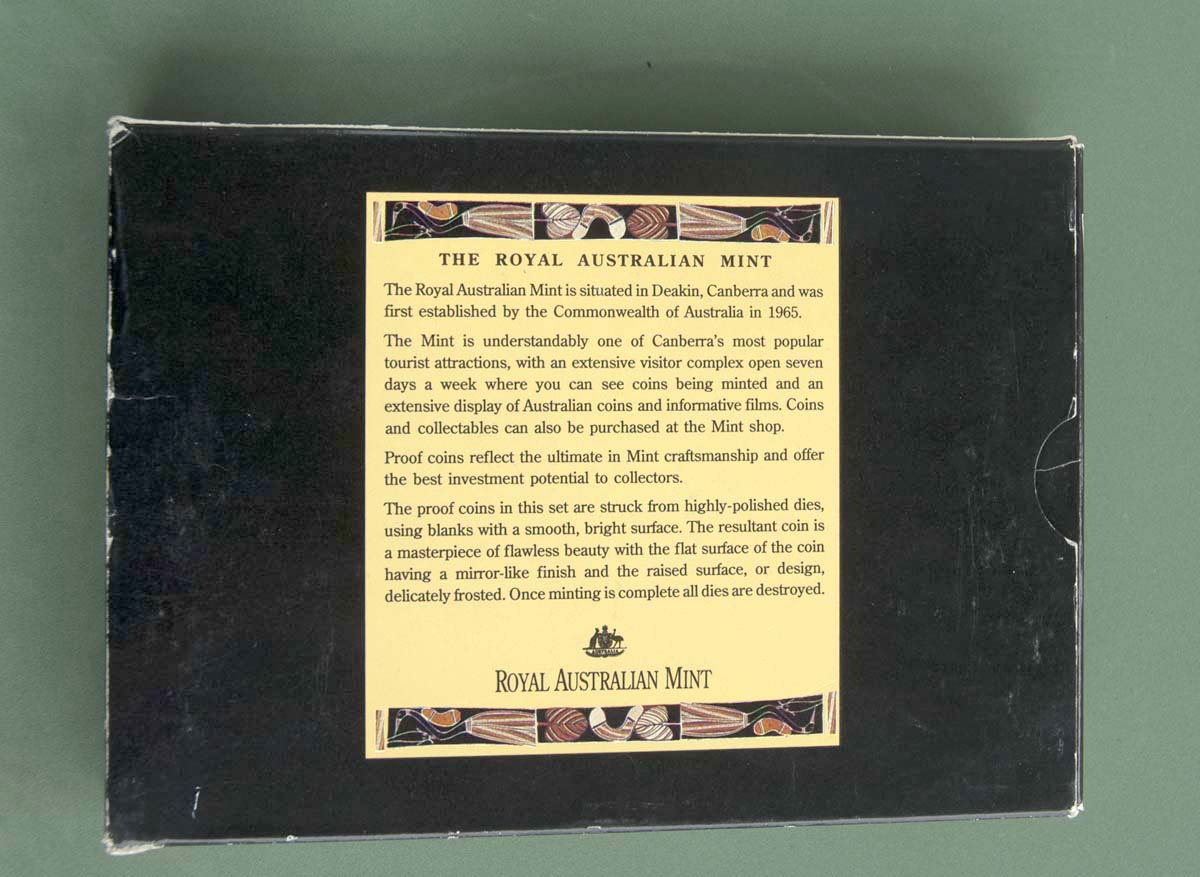 THE ROYAL AUSTRALIAN MINT
The Royal Australian Mint is situated in Deakin, Canberra and was
first established by the Commonwealth of Australia in 1965.
The Mint is understandably one of Canberra's most popular
tourist attractions, with an extensive visitor complex open seven
days a week where you can see coins being minted and an
extensive display of Australian coins and informative films. Coins
and collectables can also be purchased at the Mint shop.
Proof coins reflect the ultimate in Mint craftsmanship and offer
the best investment potential to collectors.
The proof coins in this set are struck from highly-polished dies,
using blanks with a smooth, bright surface. The resultant coin is
a masterpiece of flawless beauty with the flat surface of the coin
having a mirror-like finish and the raised surface, or design,
delicately frosted. Once minting is complete all dies are destroyed.
AUSTRALIA
ROYAL AUSTRALIAN MINT